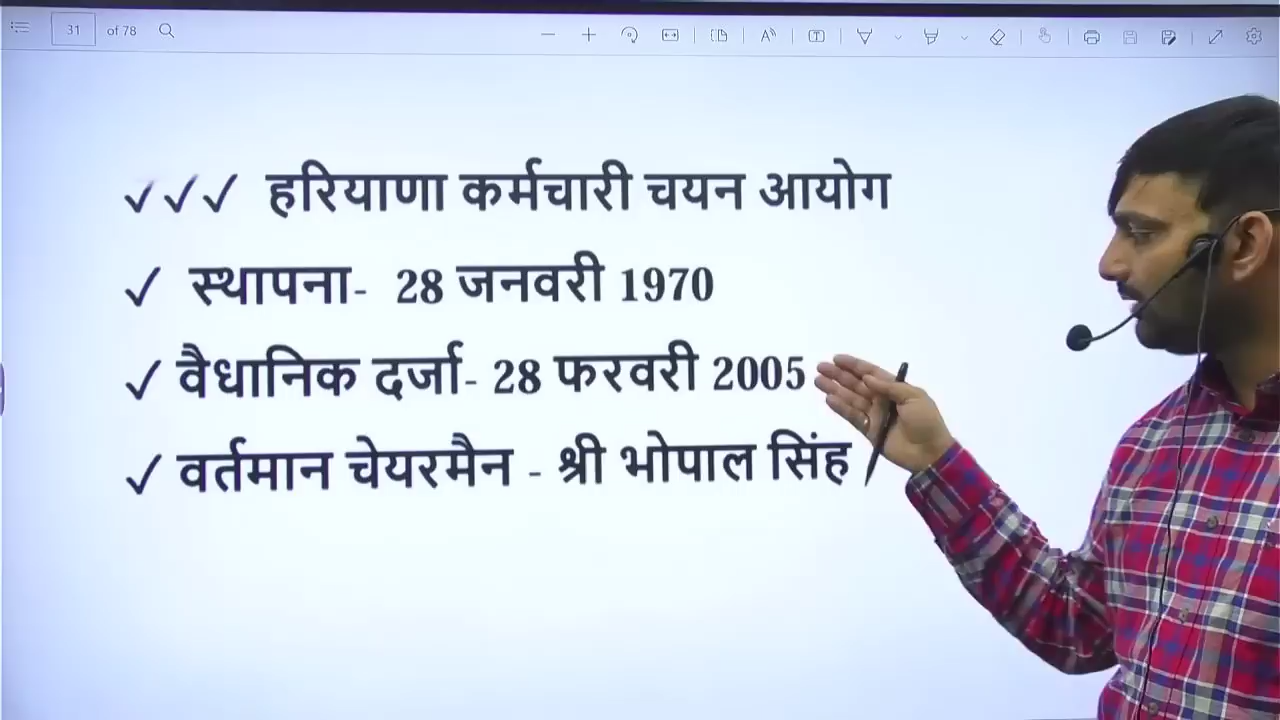 31 of 78
✓✓✓ हरियाणा कर्मचारी चयन आयोग
✓ स्थापना- 28 जनवरी 1970
✓ वैधानिक दर्जा- 28 फरवरी 2005
✓ वर्तमान चेयरमैन - श्री भोपाल सिंह